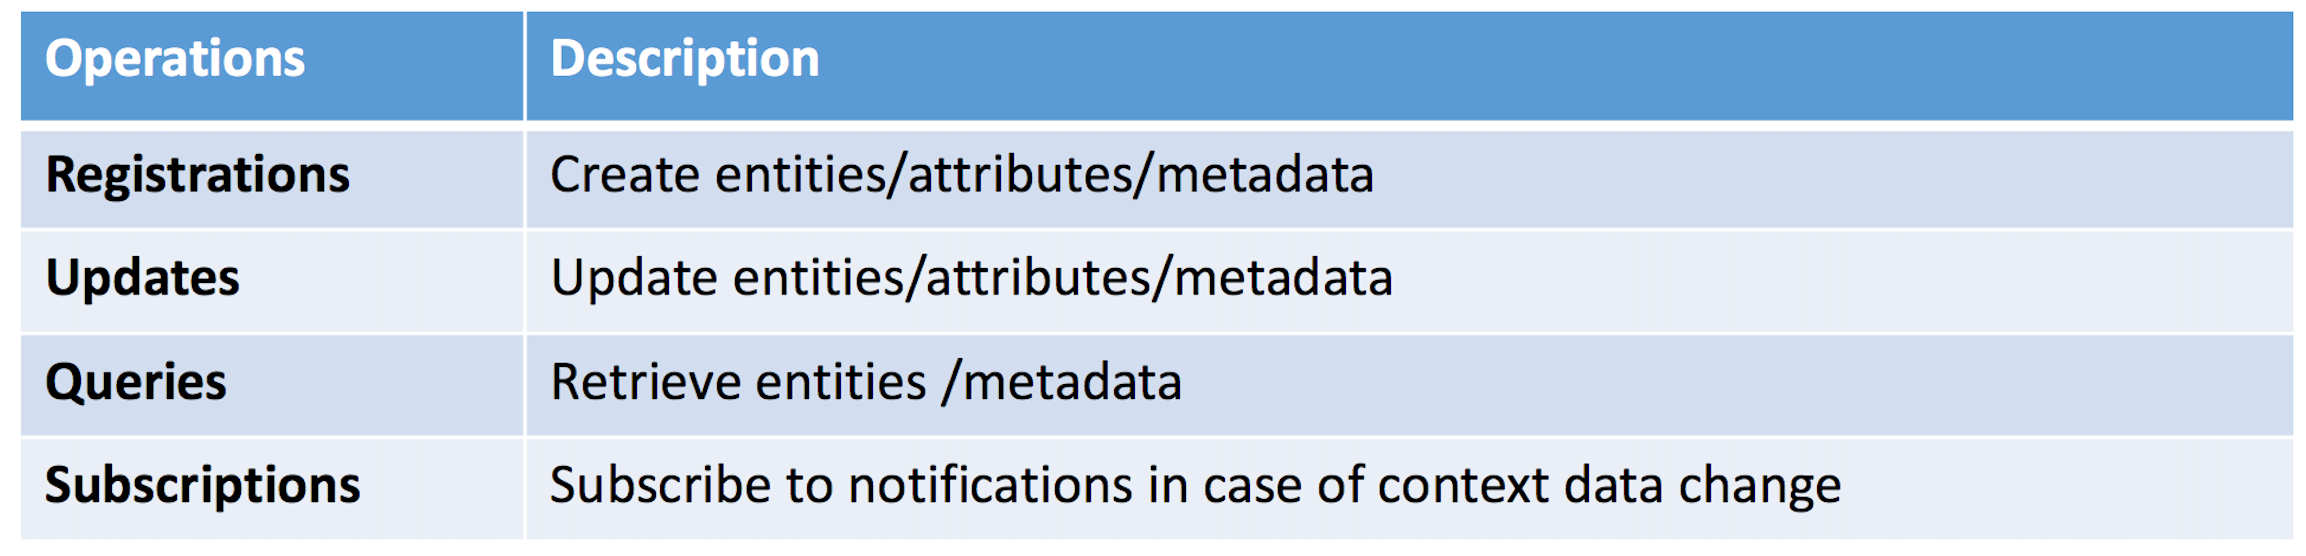 Operations Description
Registrations Create entities/attributes/metadata
Updates Update entities/attributes/metadata
Queries Retrieve entities /metadata
Subscriptions Subscribe to notifications in case of context data change